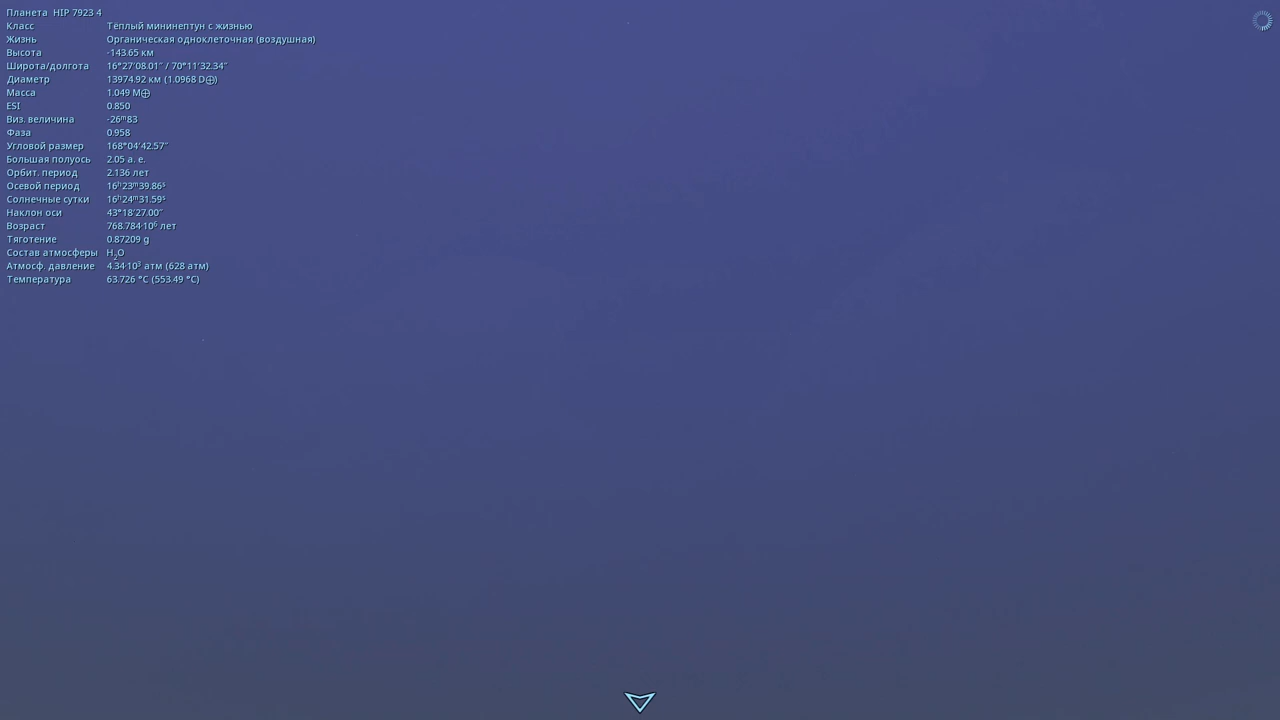 Планета HIP 7923 4
Класс Тёплый мининептун с жизнью
Жизнь Органическая одноклеточная (воздушная)
Высота -143.65 км
Широта/долгота 16°27′08.01″ / 70°11′32.34″
Диаметр 13974.92 км (1.0968 D⊕)
Масса 1.049 M⊕
ESI 0.850
Виз. величина -26ᵐ83
Фаза 0.958
Угловой размер 168°04′42.57″
Большая полуось 2.05 а. е.
Орбит. период 2.136 лет
Осевой период 16ʰ23ᵐ39.86ˢ
Солнечные сутки 16ʰ24ᵐ31.59ˢ
Наклон оси 43°18′27.00″
Возраст 768.784·10⁶ лет
Тяготение 0.87209 g
Состав атмосферы H₂O
Атмосф. давление 4.34·10³ атм (628 атм)
Температура 63.726 °C (553.49 °C)